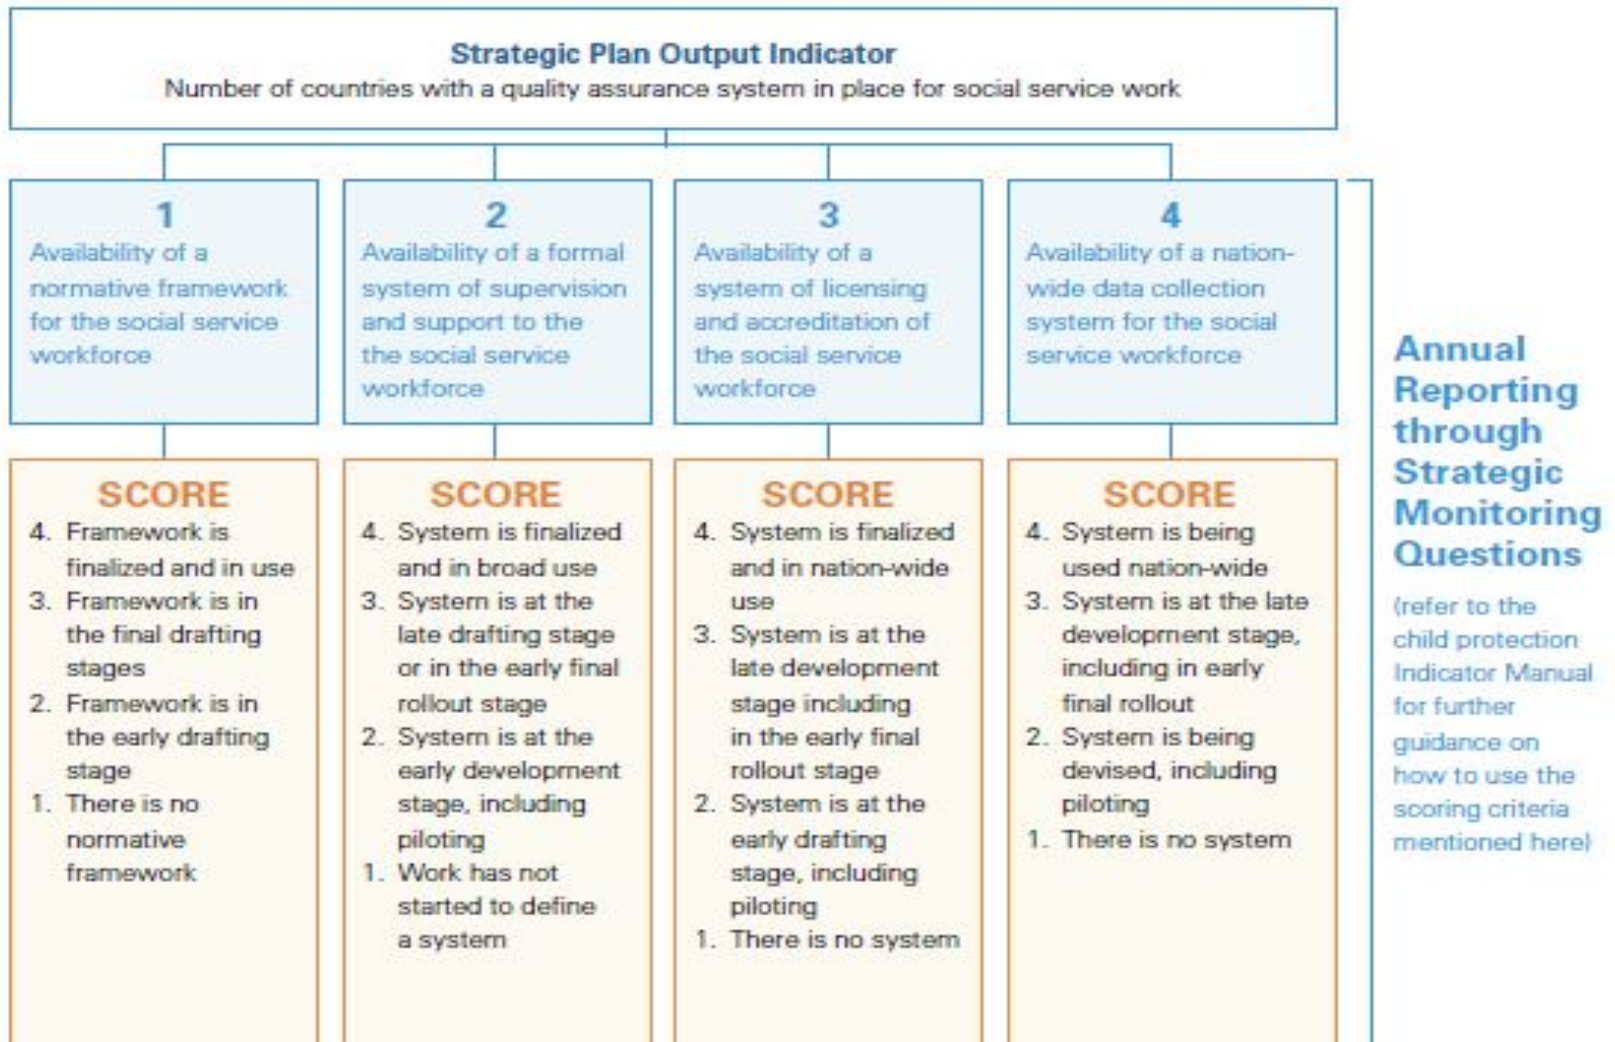 Strategic Plan Output Indicator
Number of countries with a quality assurance system in place for social service work
1
Availability of a
normative framework
for the social service
workforce
2
Availability of a formal
system of supervision
and support to the
the social service
workforce
3
Availability of a
system of licensing
and accreditation of
the social service
workforce
4
Availability of a nation-
wide data collection
system for the social
service workforce
SCORE
4. Framework is
finalized and in use
3. Framework is in
the final drafting
stages
2. Framework is in
the early drafting
stage
1. There is no
normative
framework
SCORE
4. System is finalized
and in broad use
3. System is at the
late drafting stage
or in the early final
rollout stage
2. System is at the
early development
stage, including
piloting
1. Work has not
started to define
a system
SCORE
4. System is finalized
and in nation-wide
use
3. System is at the
late development
stage including
in the early final
rollout stage
2. System is at the
early drafting
stage, including
piloting
1. There is no system
SCORE
4. System is being
used nation-wide
3. System is at the late
development stage,
including in early
final rollout
2. System is being
devised, including
piloting
1. There is no system
Annual
Reporting
through
Strategic
Monitoring
Questions
(refer to the
child protection
Indicator Manual
for further
guidance on
how to use the
scoring criteria
mentioned here)